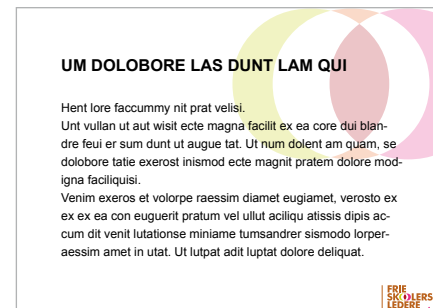 UM DOLOBORE LAS DUNT LAM QUI
Hent lore faccummy nit prat velisi.
Unt vullan ut aut wisit ecte magna facilit ex ea core dui blan-
dre feui er sum dunt ut augue tat. Ut num dolent am quam, se
dolobore tatie exerost inismod ecte magnit pratem dolore mod-
igna faciliquisi.
Venim exeros et volorpe raessim diamet eugiamet, verosto ex
ex ex ea con euguerit pratum vel ullut aciliqu atissis dipis ac-
cum dit venit lutationse miniame tumsandrer sismodo lorper-
aessim amet in utat. Ut lutpat adit luptat dolore deliquat.
FRIE
SKOLERS
LEDERE